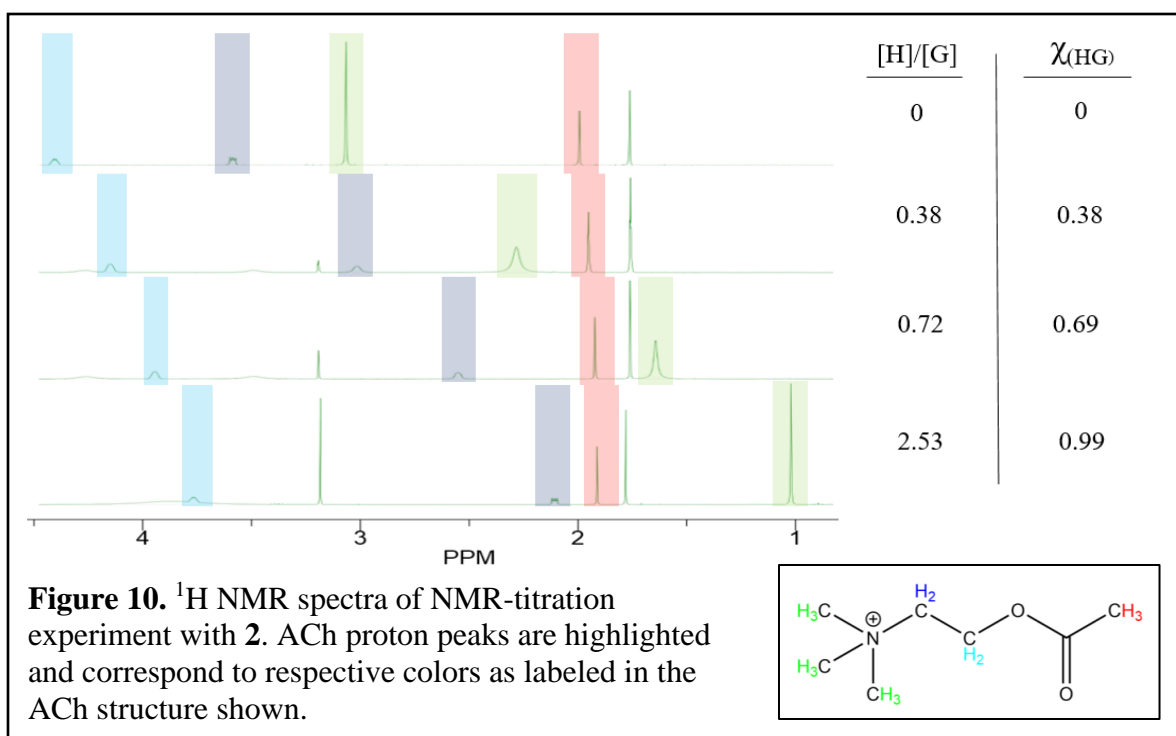 [H]/[G] χ(HG)
0 0
0.38 0.38
0.72 0.69
2.53 0.99
4 3 2 1
PPM
Figure 10. ¹H NMR spectra of NMR-titration
experiment with 2. ACh proton peaks are highlighted
and correspond to respective colors as labeled in the
ACh structure shown.
H₂
H₃C O CH₃
⊕
N
H₃C H₂
CH₃ O